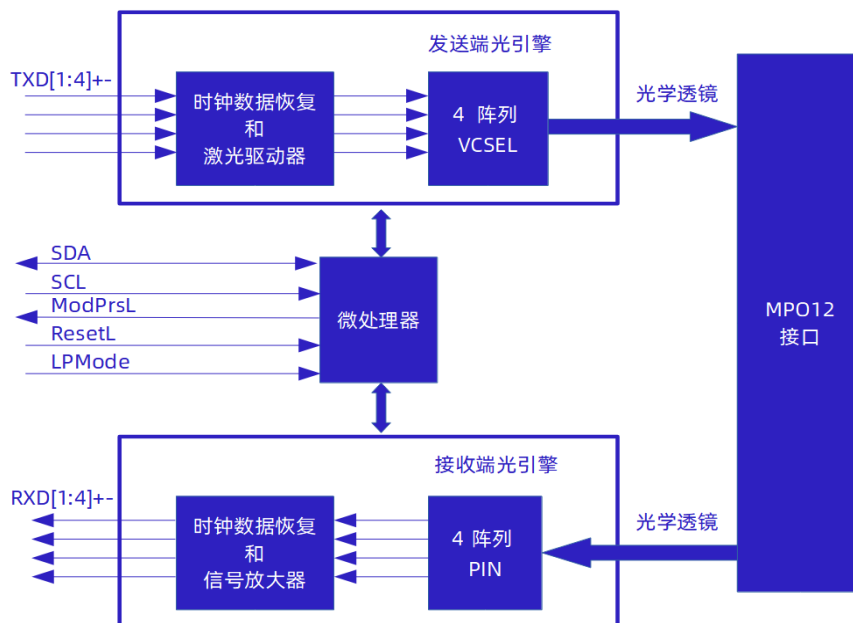 发送端光引擎
TXD[1:4]+-
时钟数据恢复
和
激光驱动器
4 阵列
VCSEL
光学透镜
SDA
SCL
ModPrsL
ResetL
LPMode
微处理器
MPO12
接口
接收端光引擎
RXD[1:4]+-
时钟数据恢复
和
信号放大器
4 阵列
PIN
光学透镜